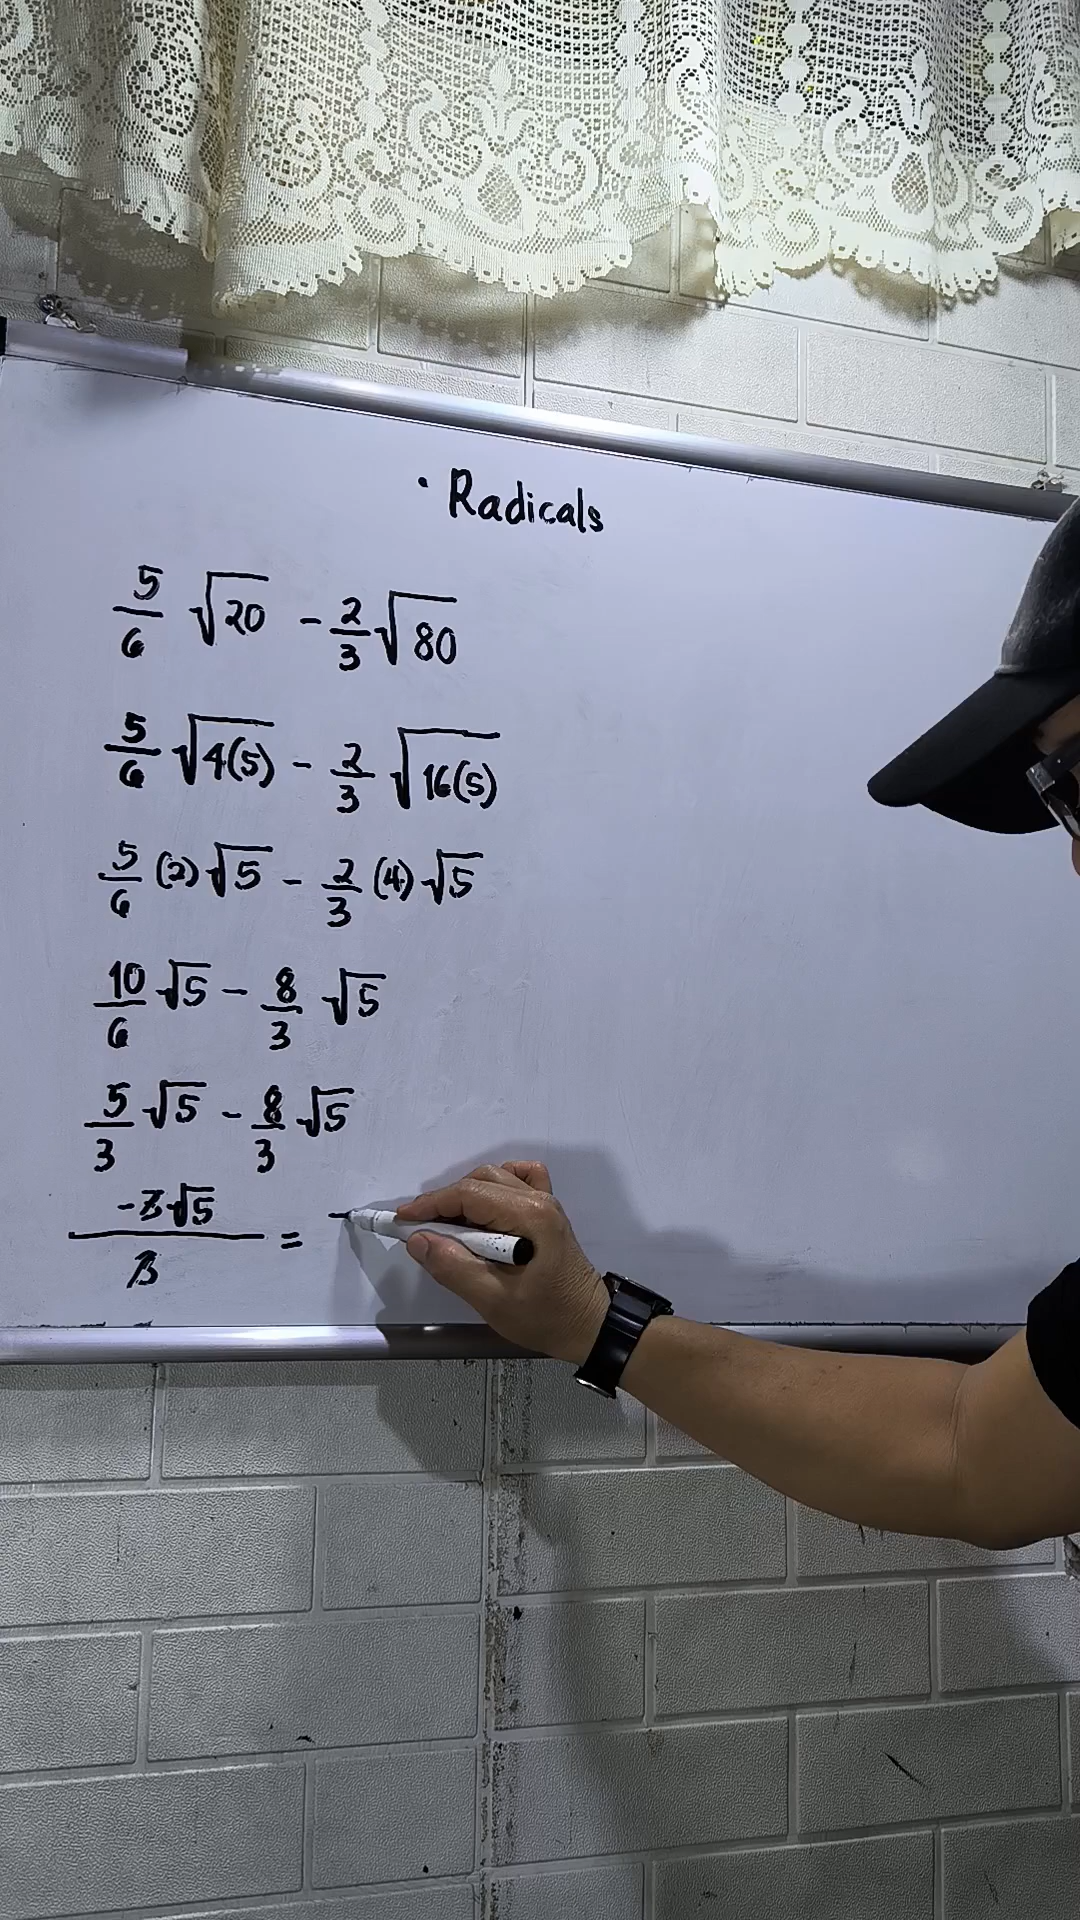 · Radicals
5/6 √20 - 2/3 √80
5/6 √4(5) - 2/3 √16(5)
5/6 (2) √5 - 2/3 (4) √5
10/6 √5 - 8/3 √5
5/3 √5 - 8/3 √5
-3√5/3 = -